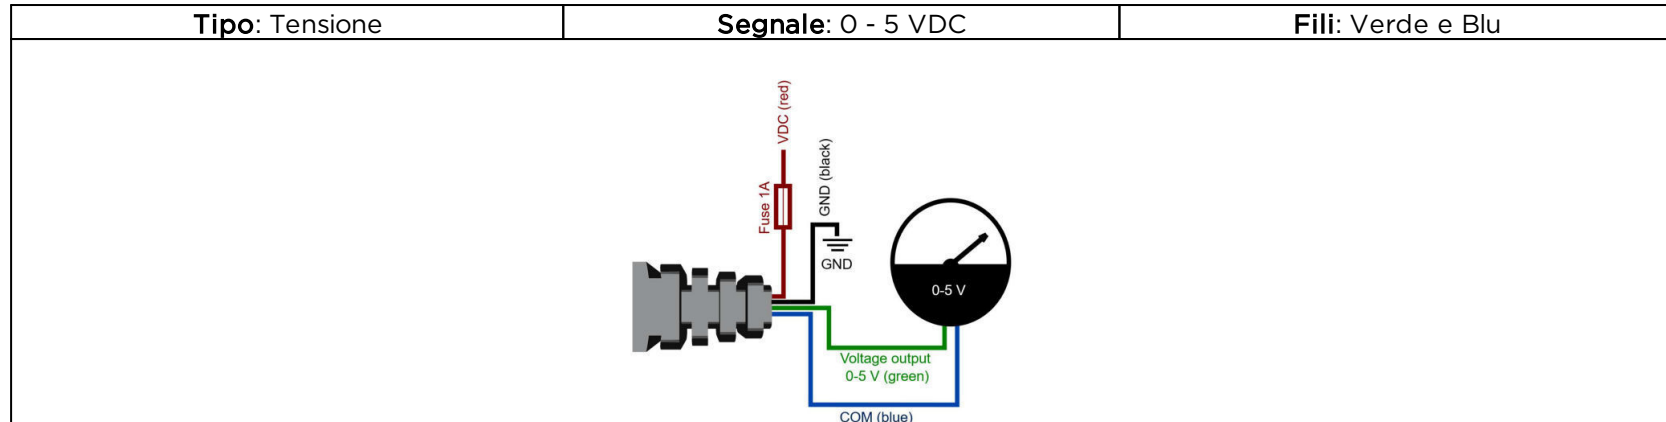 Tipo: Tensione
Segnale: 0 - 5 VDC
Fili: Verde e Blu
VDC (red)
Fuse 1A
GND (black)
GND
0-5 V
Voltage output
0-5 V (green)
COM (blue)